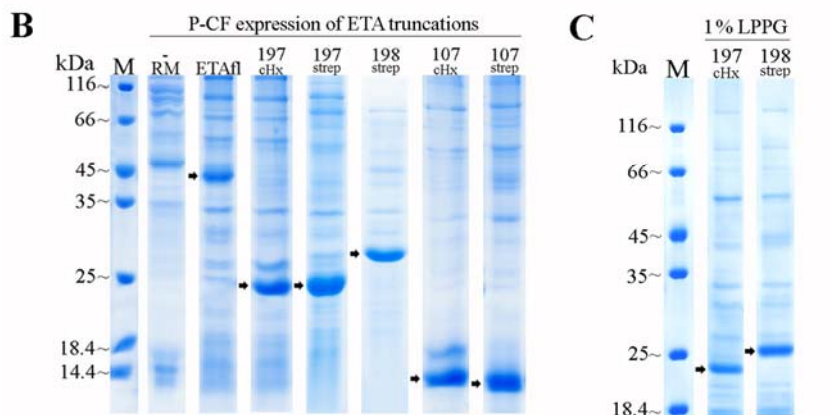 B
P-CF expression of ETA truncations
kDa M - RM ETAfl 197 cHx 197 strep 198 strep 107 cHx 107 strep
116~
66~
45~
35~
25~
18.4~
14.4~
C
1% LPPG
kDa M 197 cHx 198 strep
116~
66~
45~
35~
25~
18.4~